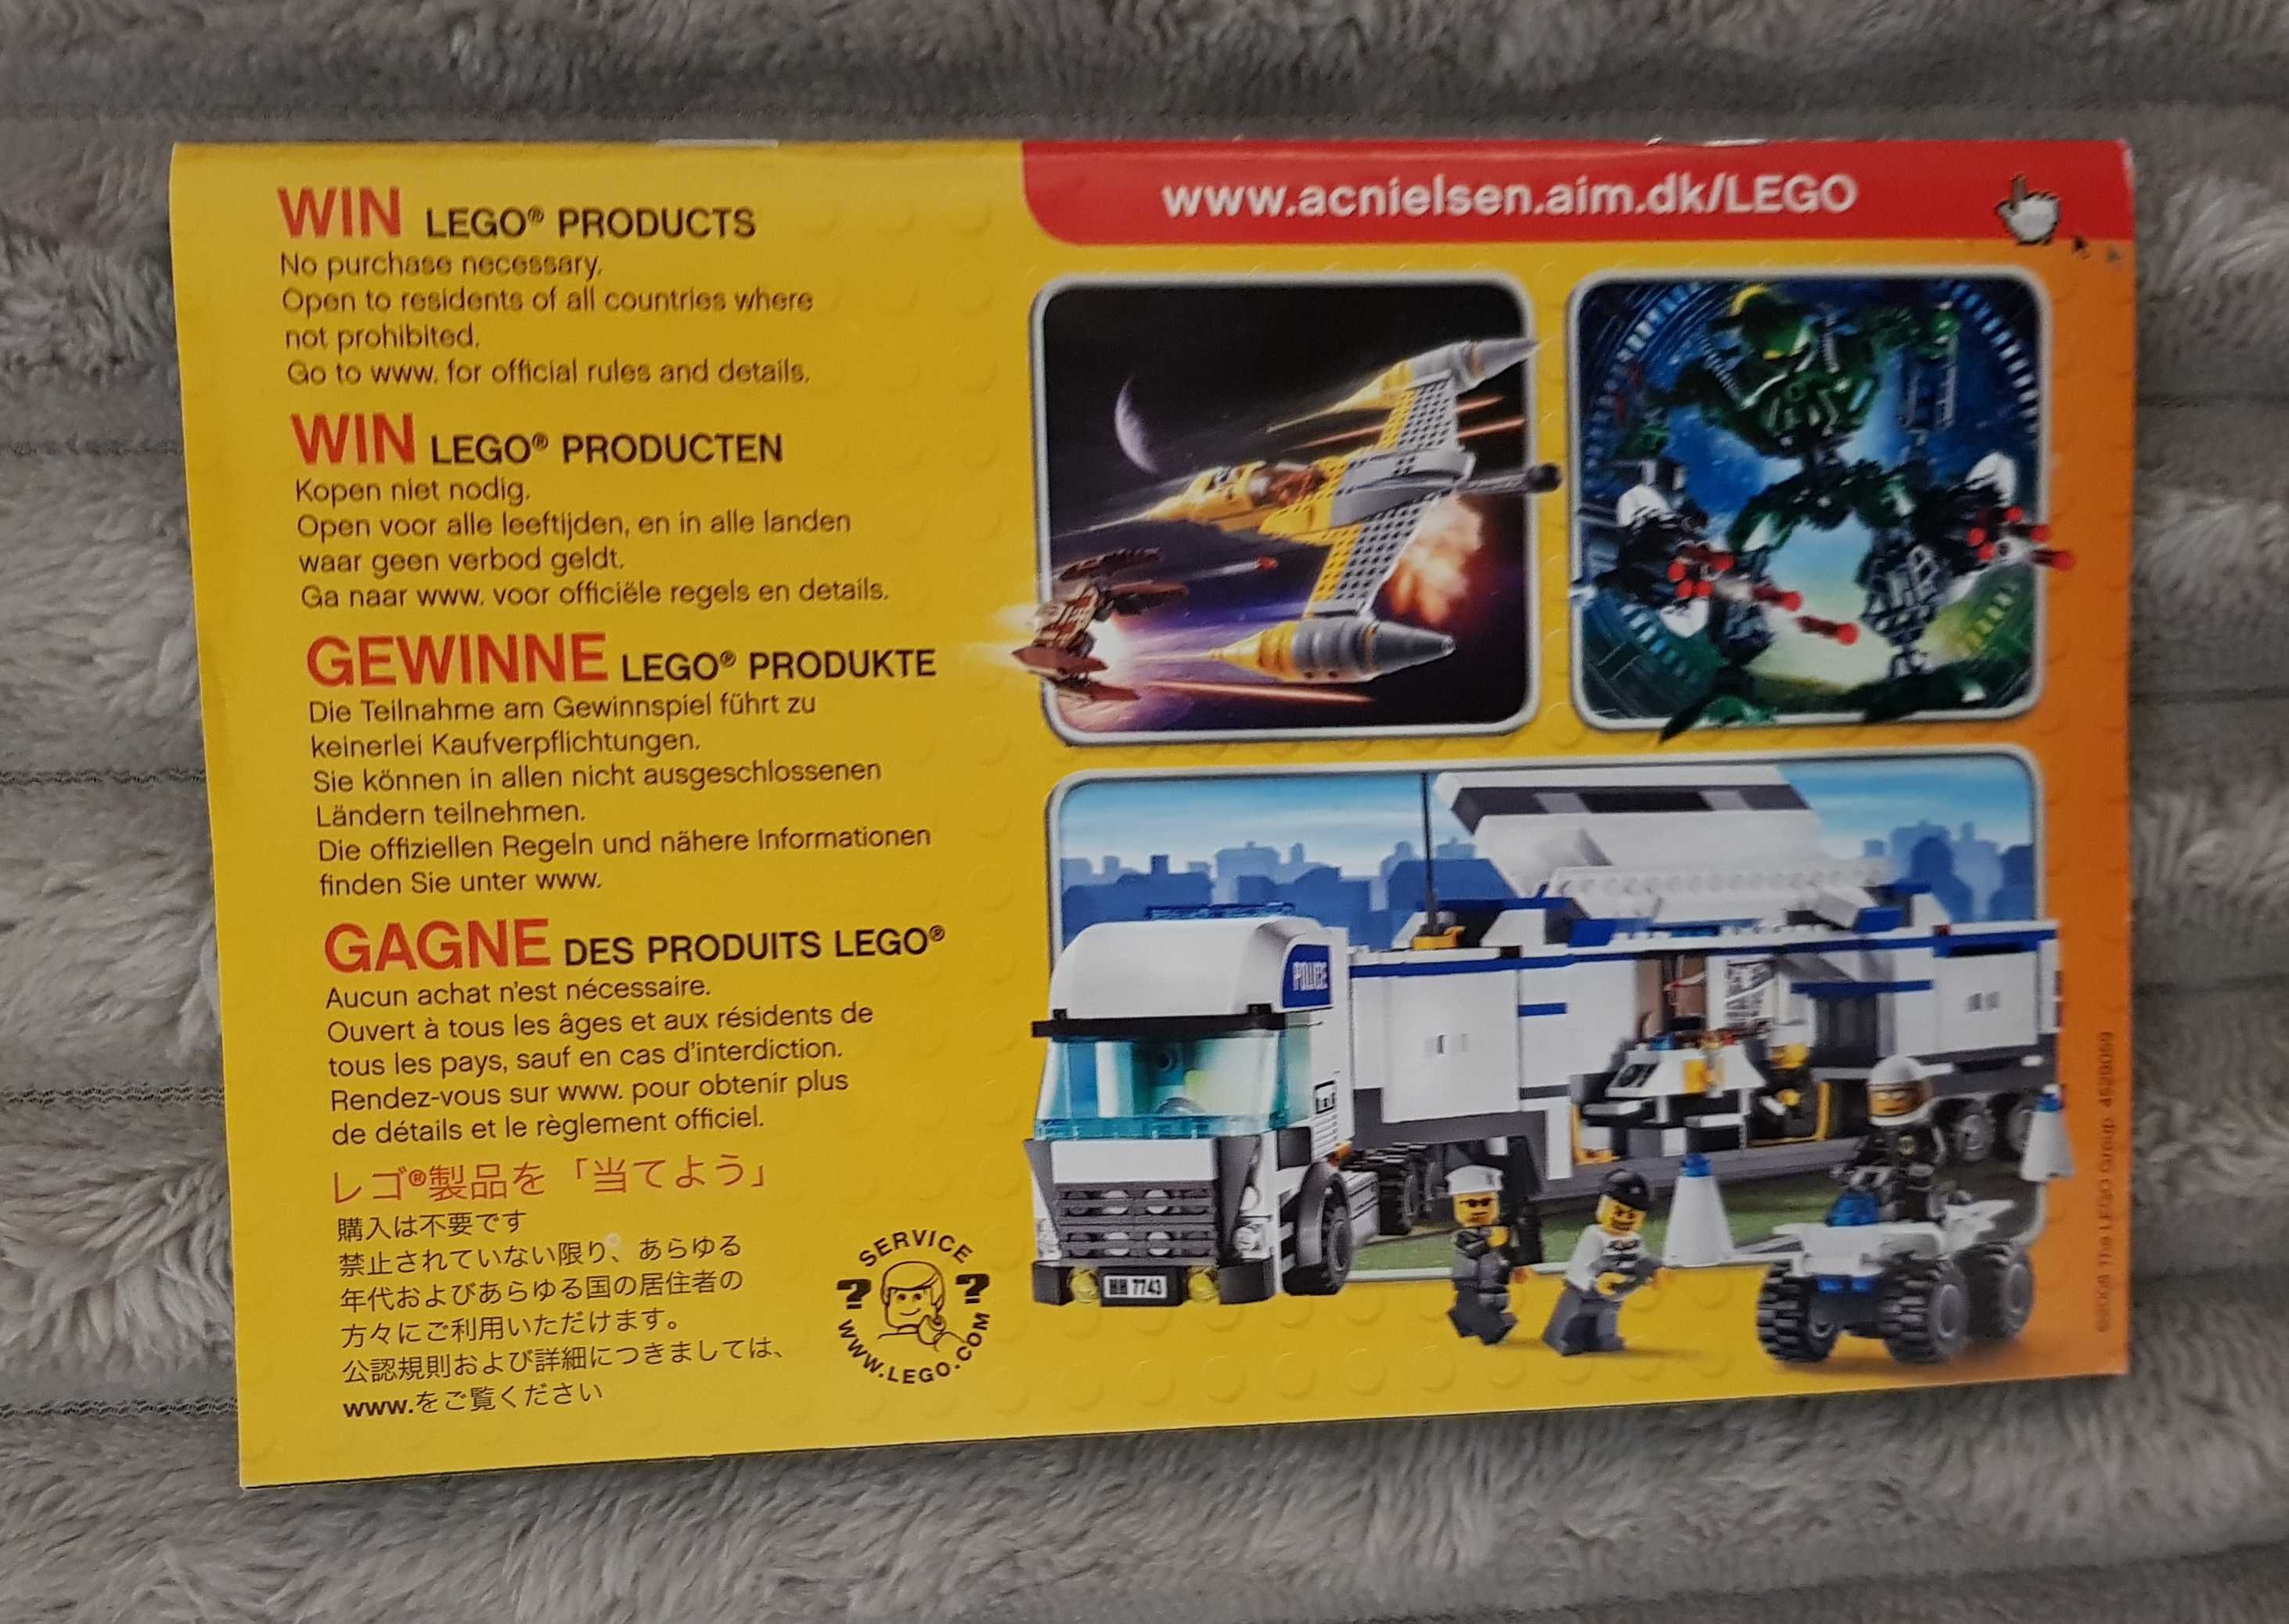 WIN LEGO® PRODUCTS
No purchase necessary.
Open to residents of all countries where
not prohibited.
Go to www. for official rules and details.
WIN LEGO® PRODUCTEN
Kopen niet nodig.
Open voor alle leeftijden, en in alle landen
waar geen verbod geldt.
Ga naar www. voor officiële regels en details.
GEWINNE LEGO® PRODUKTE
Die Teilnahme am Gewinnspiel führt zu
keinerlei Kaufverpflichtungen.
Sie können in allen nicht ausgeschlossenen
Ländern teilnehmen.
Die offiziellen Regeln und nähere Informationen
finden Sie unter www.
GAGNE DES PRODUITS LEGO®
Aucun achat n'est nécessaire.
Ouvert à tous les âges et aux résidents de
tous les pays, sauf en cas d'interdiction.
Rendez-vous sur www. pour obtenir plus
de détails et le règlement officiel.
レゴ®製品を「当てよう」
購入は不要です
禁止されていない限り、あらゆる
年代およびあらゆる国の居住者の
方々にご利用いただけます。
公認規則および詳細につきましては、
www.をご覧ください
SERVICE
? ?
WWW.LEGO.COM
www.acnielsen.aim.dk/LEGO
POLICE
HH 7743
The LEGO Group.